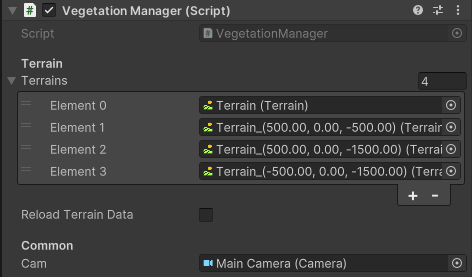 Vegetation Manager (Script)
Script VegetationManager
Terrain
Terrains 4
Element 0 Terrain (Terrain)
Element 1 Terrain_(500.00, 0.00, -500.00) (Terrain
Element 2 Terrain_(500.00, 0.00, -1500.00) (Terrai
Element 3 Terrain_(-500.00, 0.00, -1500.00) (Terra
+ -
Reload Terrain Data
Common
Cam Main Camera (Camera)